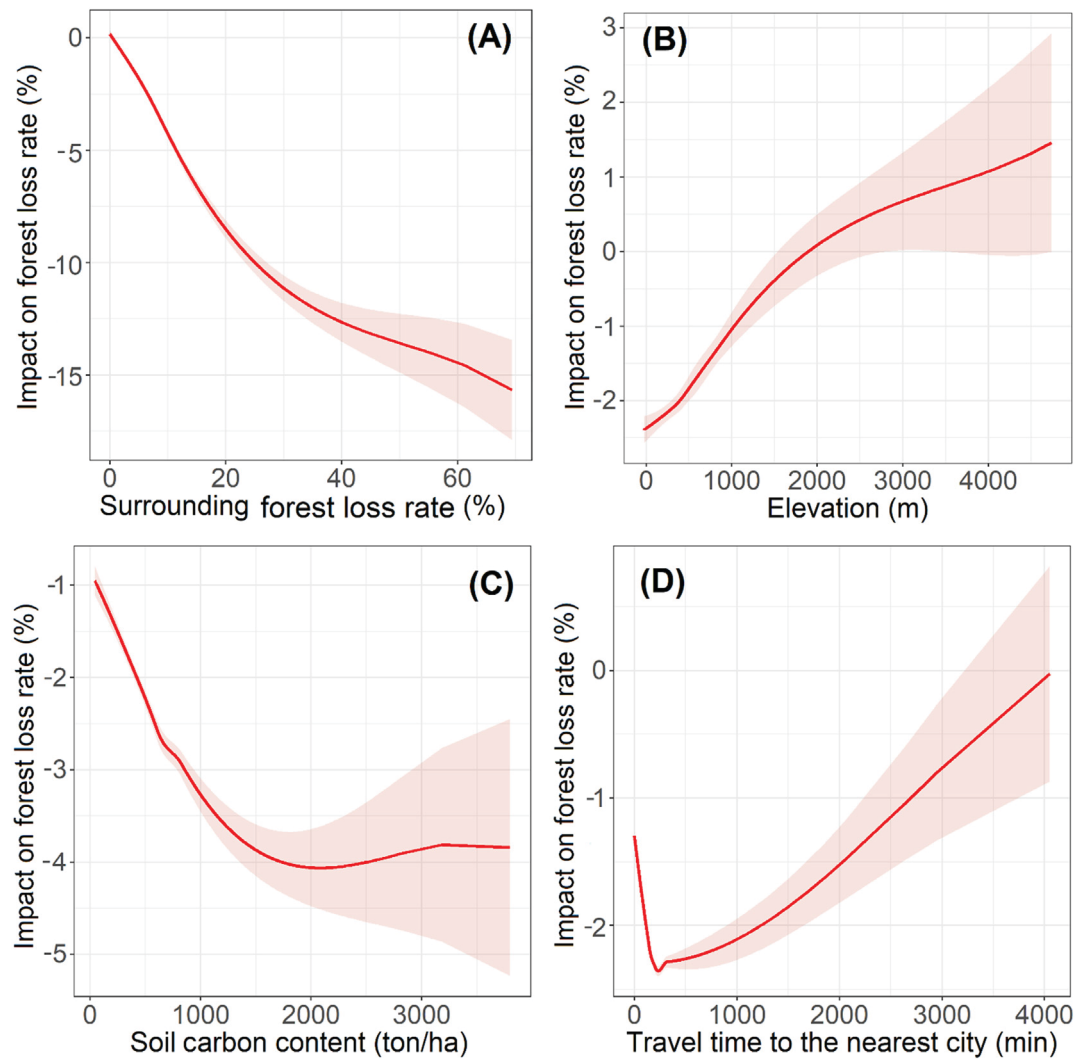 (A)
Impact on forest loss rate (%)
0
-5
-10
-15
0 20 40 60
Surrounding forest loss rate (%)
(B)
Impact on forest loss rate (%)
3
2
1
0
-1
-2
0 1000 2000 3000 4000
Elevation (m)
(C)
Impact on forest loss rate (%)
-1
-2
-3
-4
-5
0 1000 2000 3000
Soil carbon content (ton/ha)
(D)
Impact on forest loss rate (%)
0
-1
-2
0 1000 2000 3000 4000
Travel time to the nearest city (min)